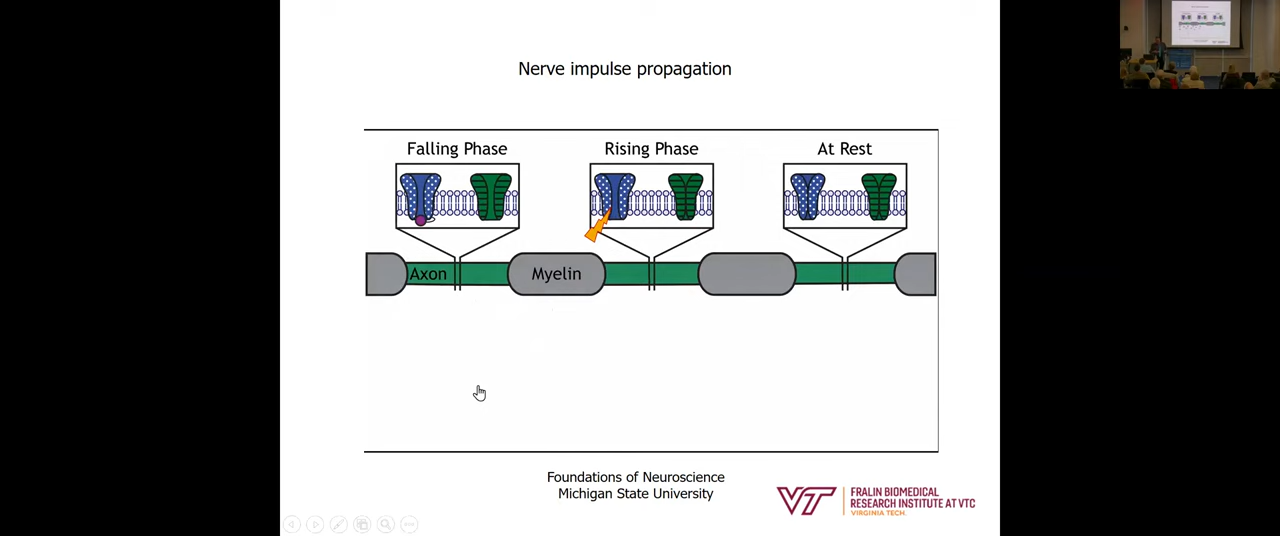 Nerve impulse propagation
Falling Phase
Rising Phase
At Rest
Axon
Myelin
Foundations of Neuroscience
Michigan State University
VT
FRALIN BIOMEDICAL
RESEARCH INSTITUTE AT VTC
VIRGINIA TECH.